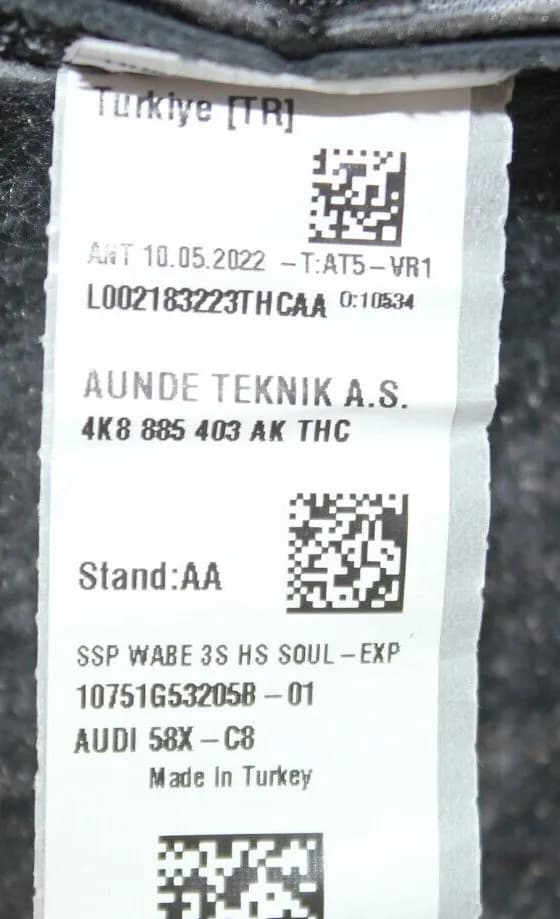 Türkiye [TR]
ANT 10.05.2022 -T:AT5-VR1
L002183223THCAA O:10534
AUNDE TEKNIK A.S.
4K8 885 403 AK THC
Stand:AA
SSP WABE 3S HS SOUL-EXP
10751G53205B-01
AUDI 58X-C8
Made In Turkey